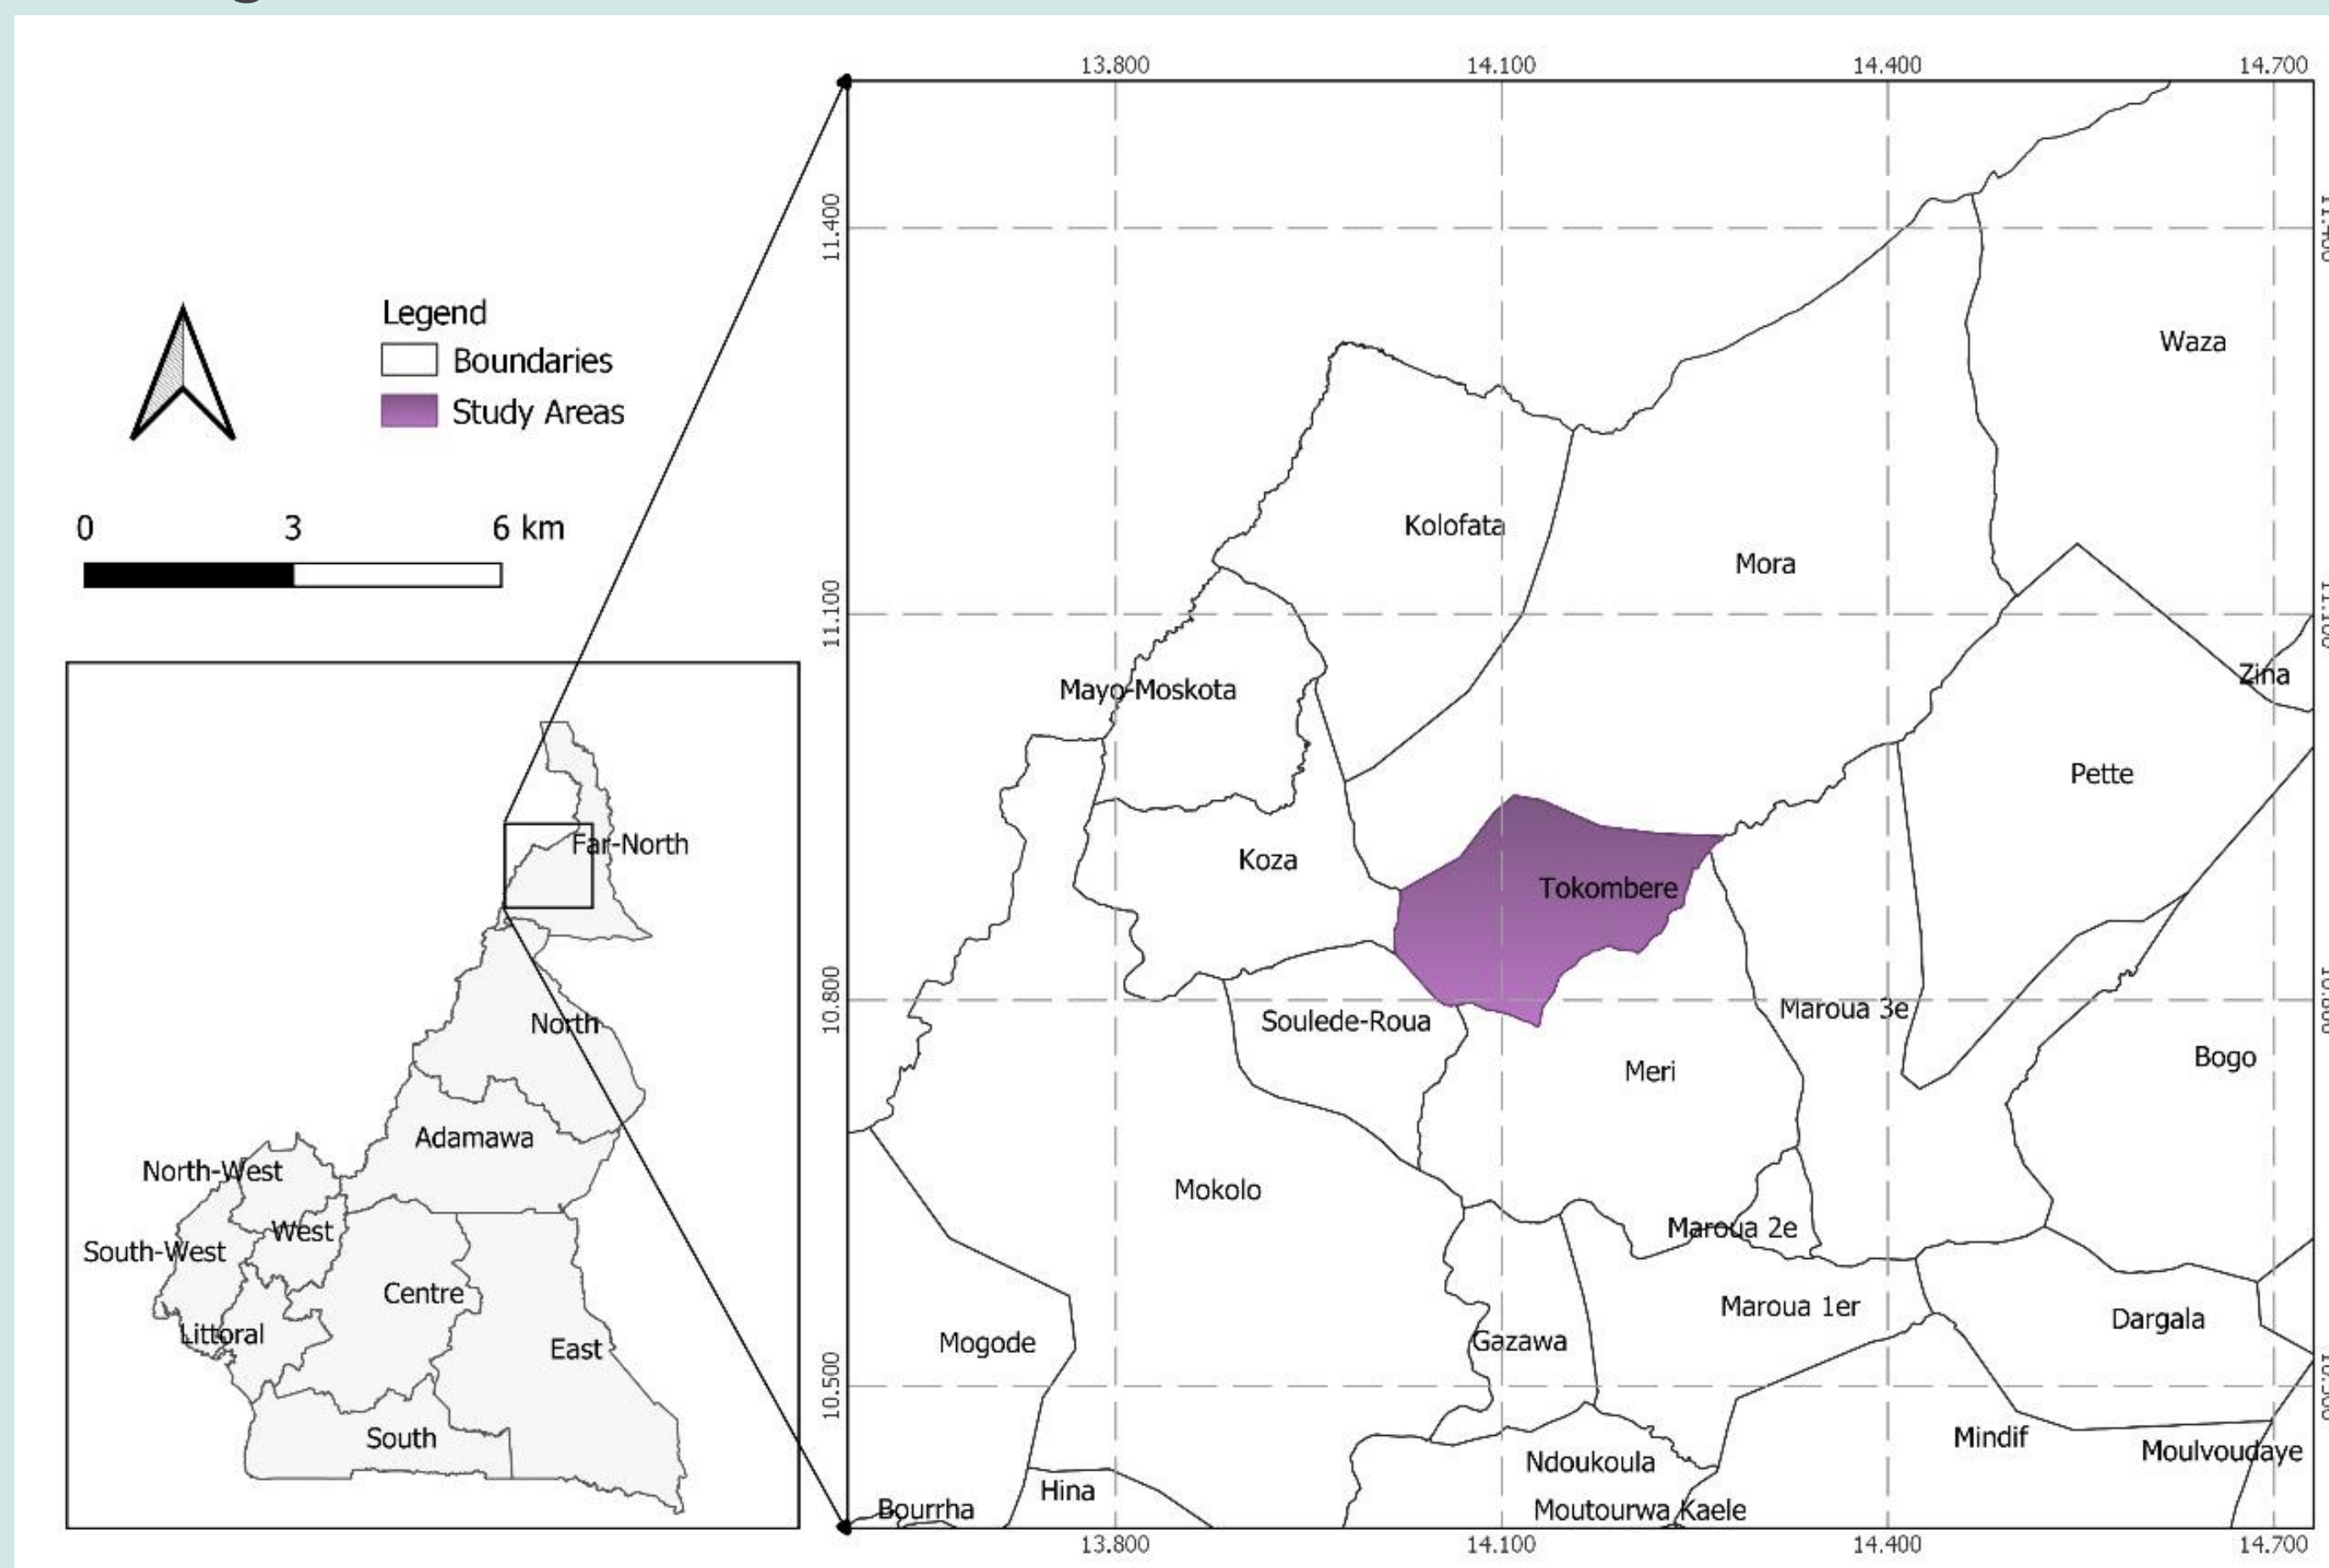 13.800 14.100 14.400 14.700
11.400
Waza
Legend
Boundaries
Study Areas
0 3 6 km
Kolofata
Mora
11.100
Mayo-Moskota
Zina
Pette
Far-North
Koza
Tokombere
10.800
Maroua 3e
Soulede-Roua
North
Meri
Bogo
Adamawa
North-West
Mokolo
West
Maroua 2e
South-West
Centre
Maroua 1er
Dargala
Littoral
East
Mogode
Gazawa
10.500
South
Mindif
Moulvoudaye
Ndoukoula
Hina
Bourrha
Moutourwa Kaele
13.800 14.100 14.400 14.700